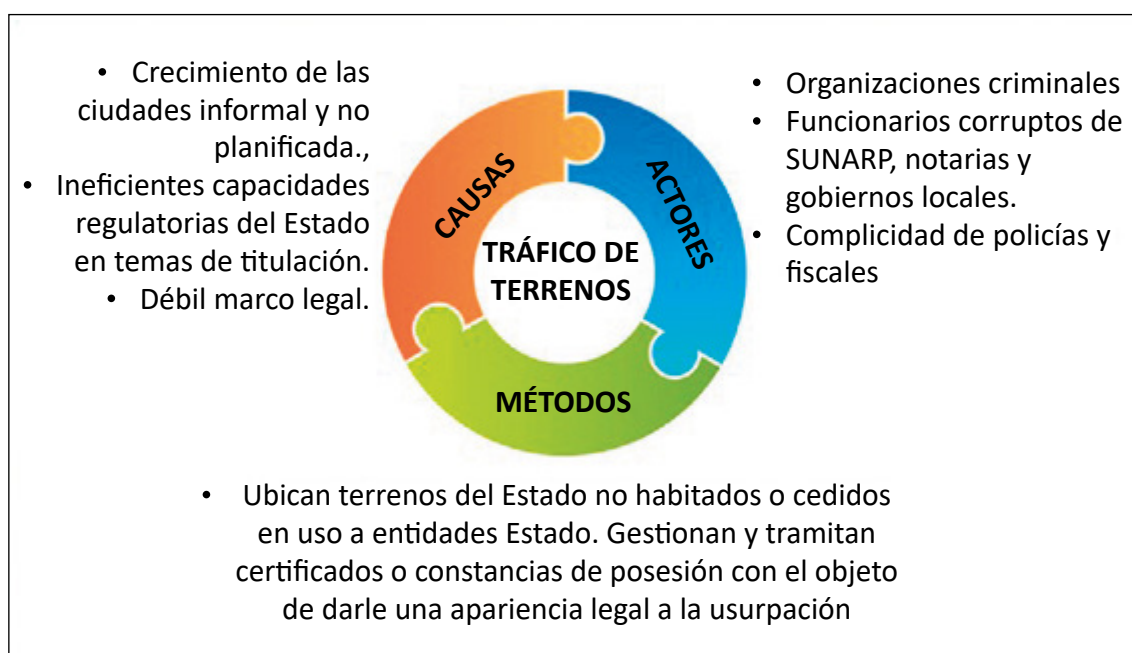 • Crecimiento de las
ciudades informal y no
planificada.,
• Ineficientes capacidades
regulatorias del Estado
en temas de titulación.
• Débil marco legal.
CAUSAS
ACTORES
TRÁFICO DE
TERRENOS
MÉTODOS
• Organizaciones criminales
• Funcionarios corruptos de
SUNARP, notarias y
gobiernos locales.
• Complicidad de policías y
fiscales
• Ubican terrenos del Estado no habitados o cedidos
en uso a entidades Estado. Gestionan y tramitan
certificados o constancias de posesión con el objeto
de darle una apariencia legal a la usurpación